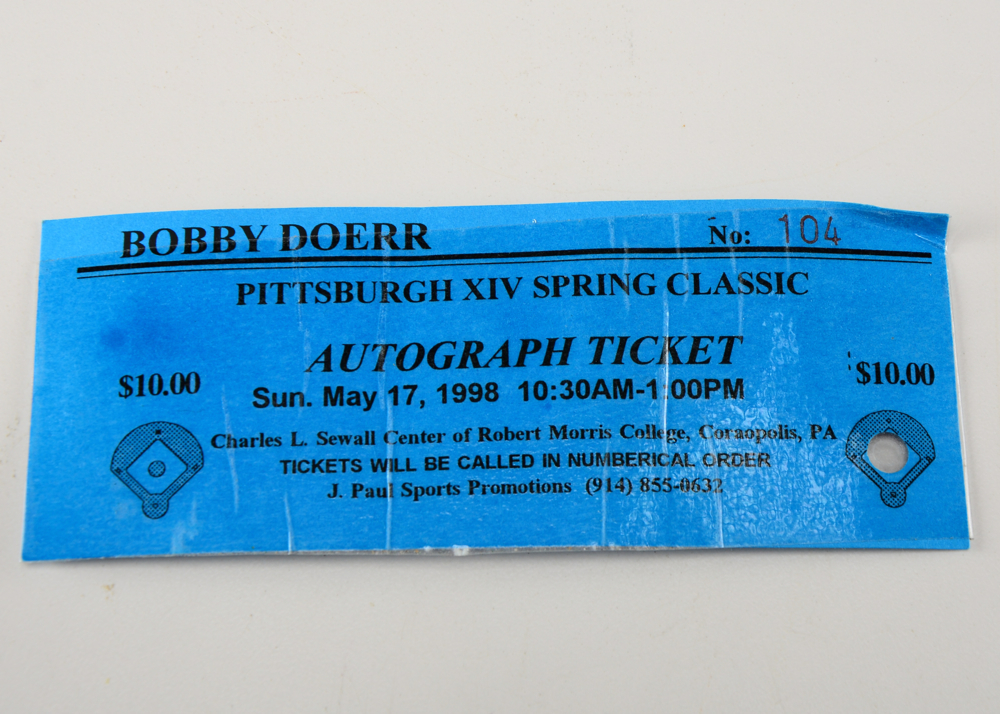 BOBBY DOERR No: 104
PITTSBURGH XIV SPRING CLASSIC
AUTOGRAPH TICKET
$10.00 $10.00
Sun. May 17, 1998 10:30AM-1:00PM
Charles L. Sewall Center of Robert Morris College, Coraopolis, PA
TICKETS WILL BE CALLED IN NUMBERICAL ORDER
J. Paul Sports Promotions (914) 855-0632